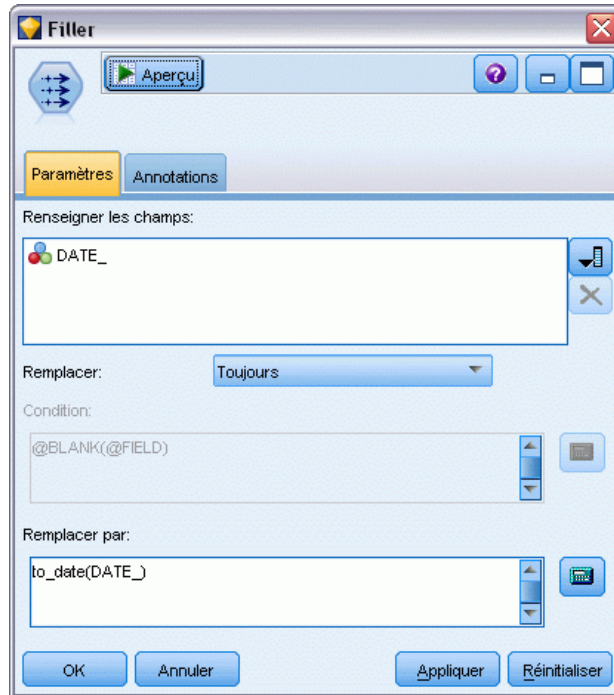 Filler
Aperçu
?
Paramètres
Annotations
Renseigner les champs:
DATE_
Remplacer:
Toujours
Condition:
@BLANK(@FIELD)
Remplacer par:
to_date(DATE_)
OK
Annuler
Appliquer
Réinitialiser